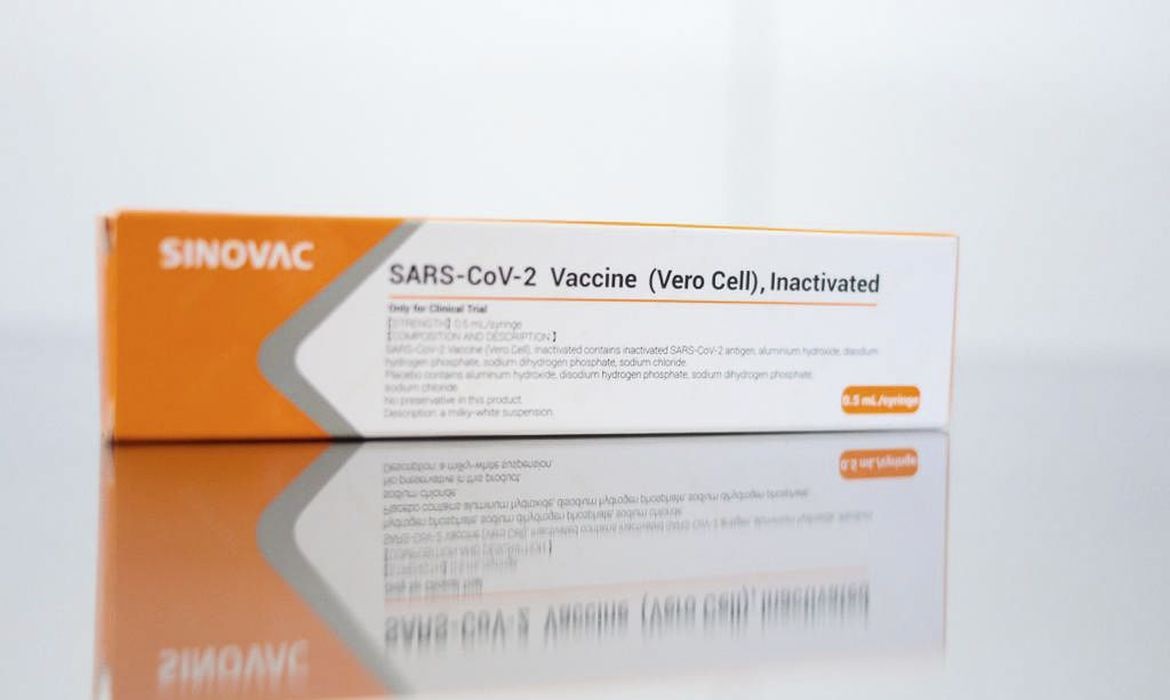 SINOVAC
SARS-CoV-2 Vaccine (Vero Cell), Inactivated
Only for Clinical Trial
【STRENGTH】0.5 mL/syringe
【COMPOSITION AND DESCRIPTION】
SARS-CoV-2 Vaccine (Vero Cell), Inactivated contains inactivated SARS-CoV-2 antigen, aluminium hydroxide, disodium
hydrogen phosphate, sodium dihydrogen phosphate, sodium chloride.
Placebo contains aluminum hydroxide, disodium hydrogen phosphate, sodium dihydrogen phosphate,
sodium chloride.
No preservative in this product.
Description: a milky-white suspension.
0.5 mL/syringe